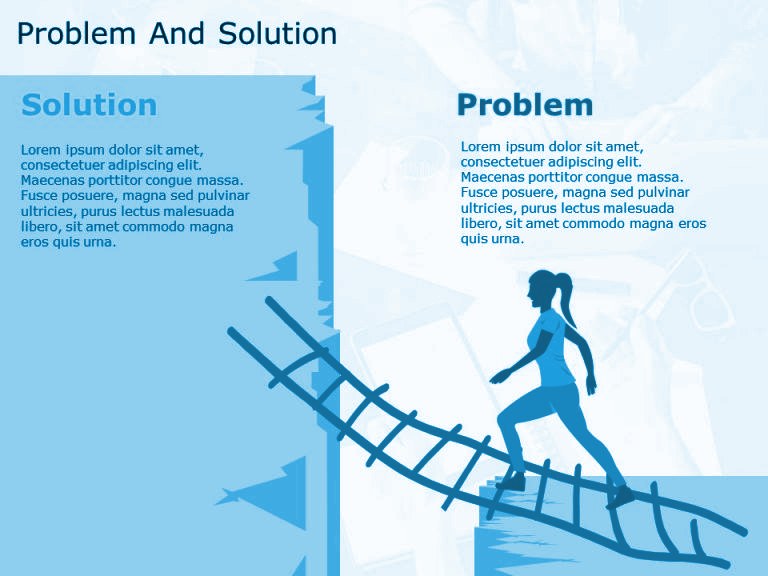 Problem And Solution
Solution
Lorem ipsum dolor sit amet,
consectetuer adipiscing elit.
Maecenas porttitor congue massa.
Fusce posuere, magna sed pulvinar
ultricies, purus lectus malesuada
libero, sit amet commodo magna
eros quis urna.
Problem
Lorem ipsum dolor sit amet,
consectetuer adipiscing elit.
Maecenas porttitor congue massa.
Fusce posuere, magna sed pulvinar
ultricies, purus lectus malesuada
libero, sit amet commodo magna eros
quis urna.